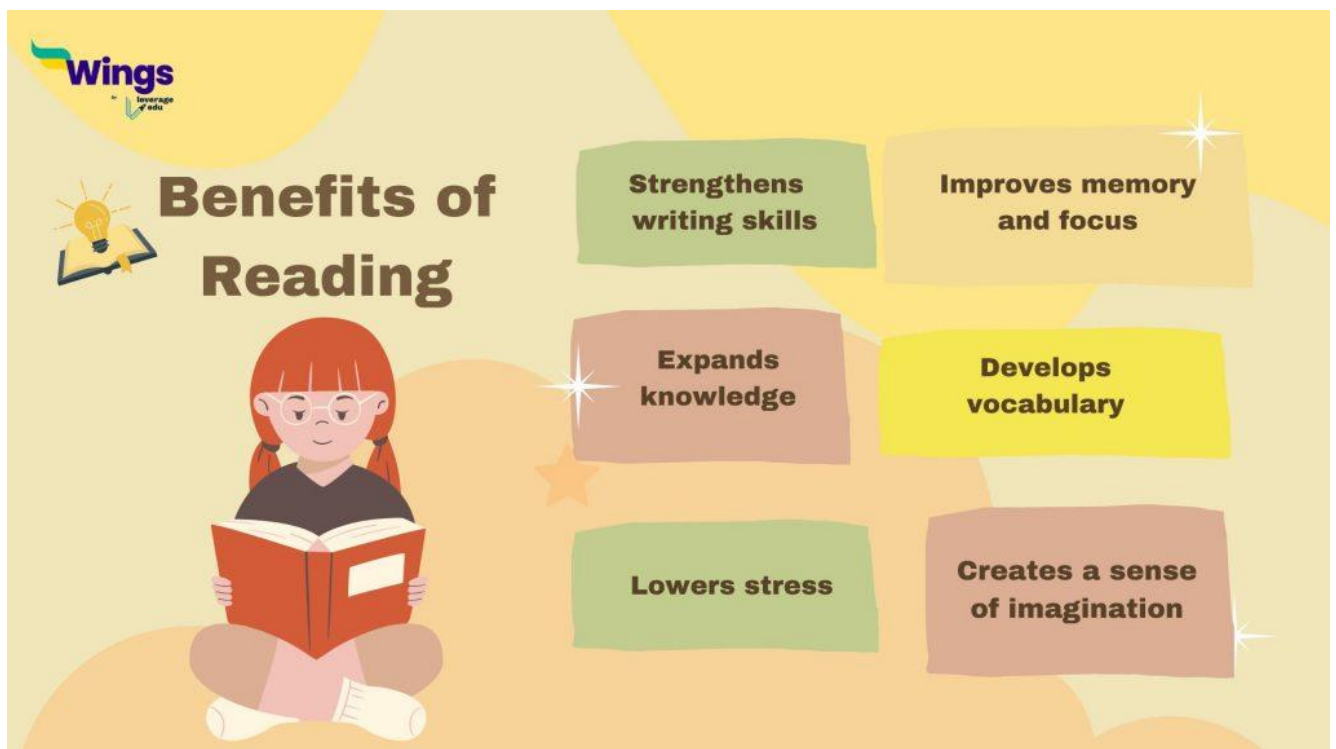 Wings
by leverage
edu
Benefits of
Reading
Strengthens
writing skills
Improves memory
and focus
Expands
knowledge
Develops
vocabulary
Lowers stress
Creates a sense
of imagination